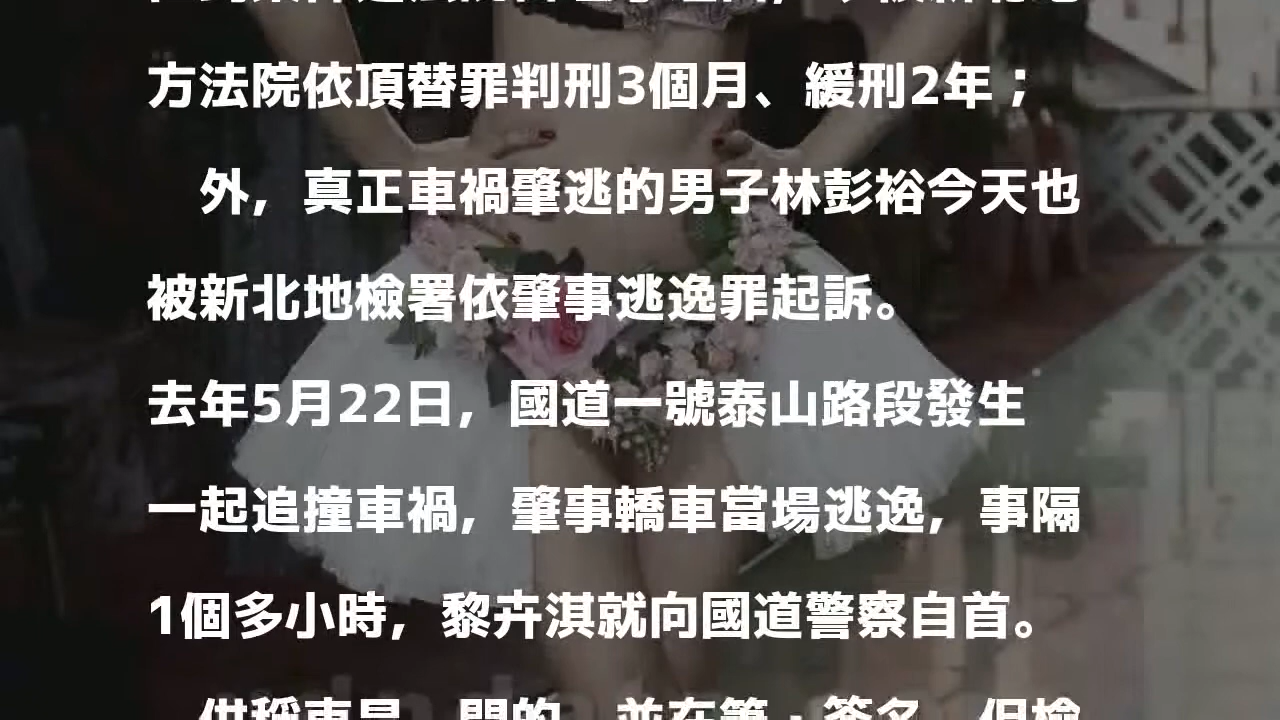 方法院依頂替罪判刑3個月、緩刑2年；
外，真正車禍肇逃的男子林彭裕今天也
被新北地檢署依肇事逃逸罪起訴。
去年5月22日，國道一號泰山路段發生
一起追撞車禍，肇事轎車當場逃逸，事隔
1個多小時，黎卉淇就向國道警察自首。